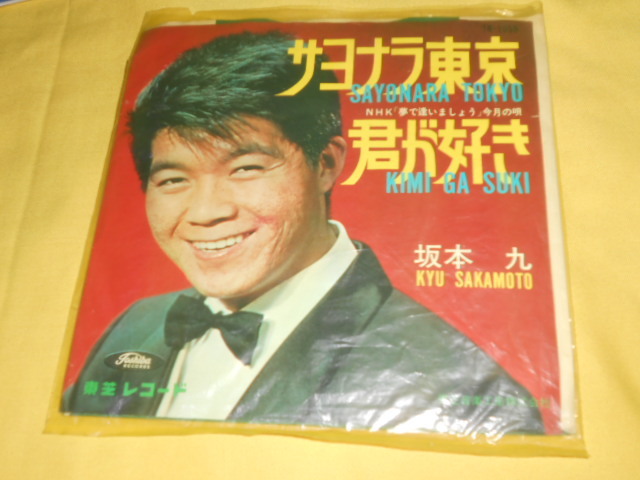 サヨナラ東京
SAYONARA TOKYO
NHK「夢で逢いましょう」今月の唄
君が好き
KIMI GA SUKI
坂本 九
KYU SAKAMOTO
Toshiba
RECORDS
東芝レコード